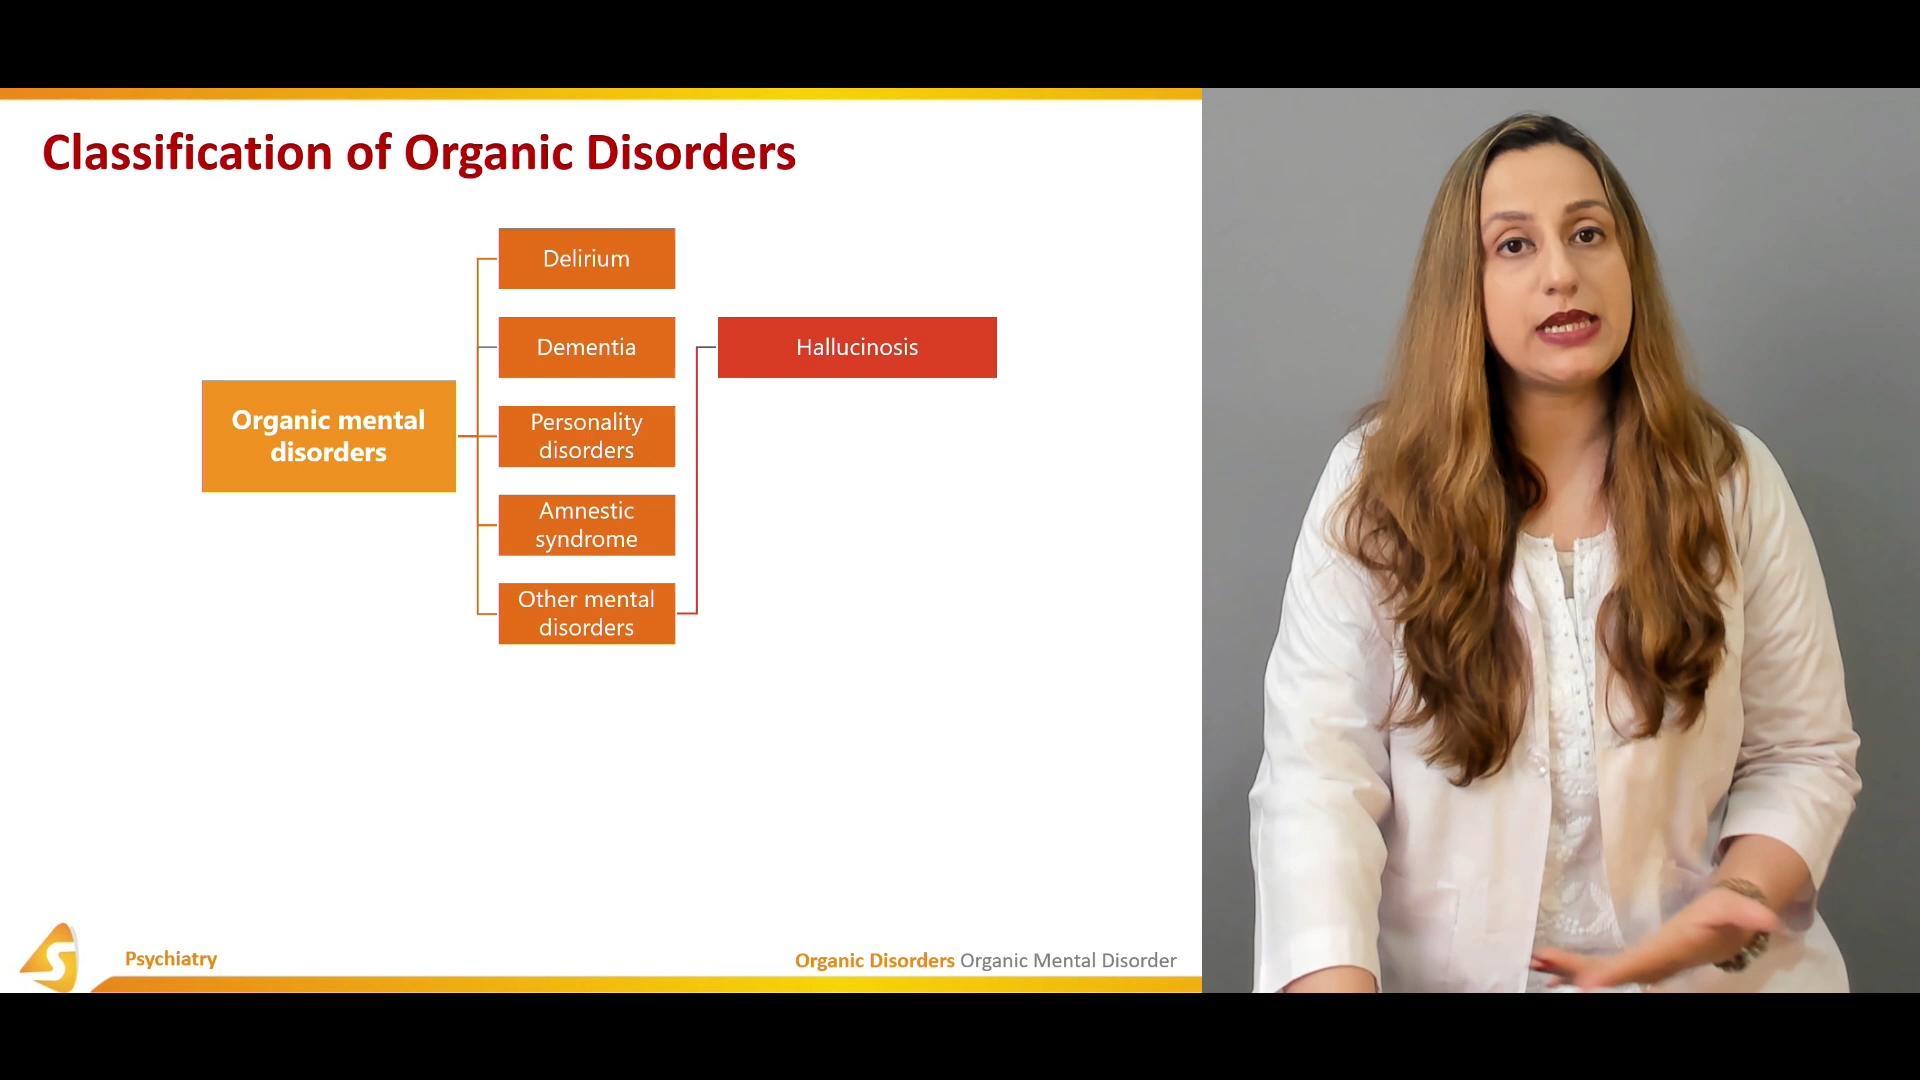 Classification of Organic Disorders
Organic mental
disorders
Delirium
Dementia
Personality
disorders
Amnestic
syndrome
Other mental
disorders
Hallucinosis
S
Psychiatry
Organic Disorders Organic Mental Disorder